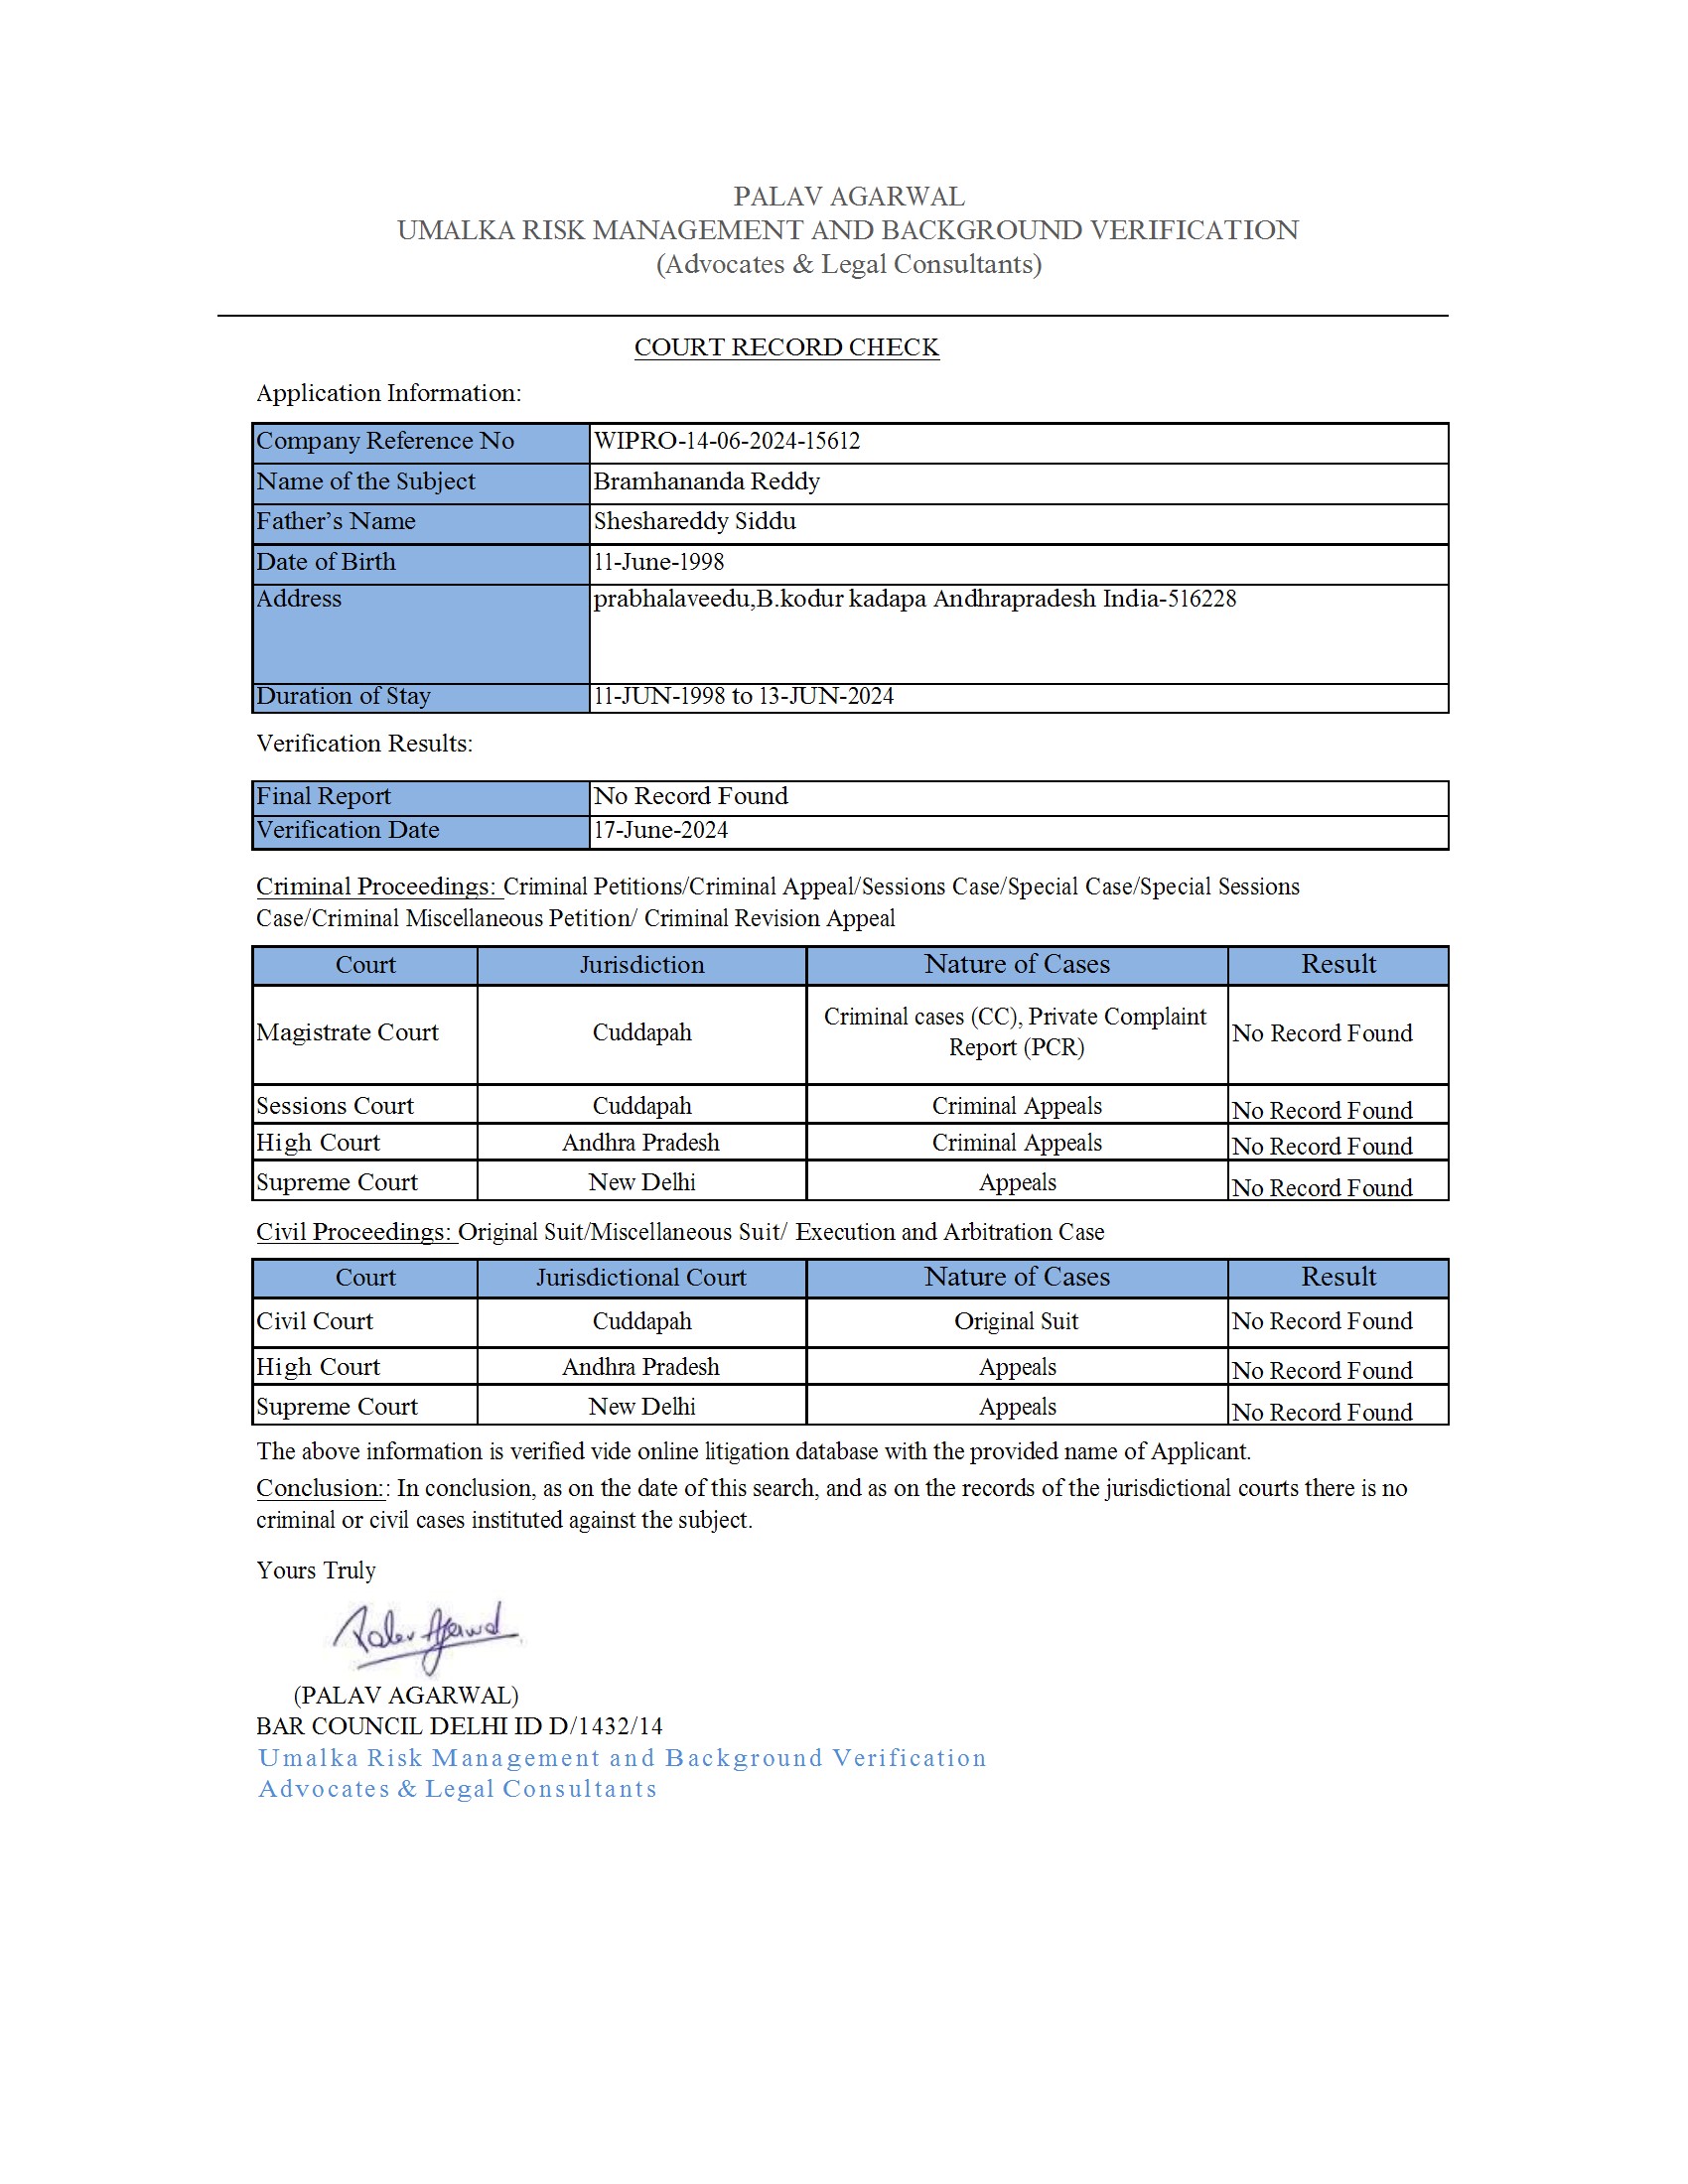 PALAV AGARWAL
UMALKA RISK MANAGEMENT AND BACKGROUND VERIFICATION
(Advocates & Legal Consultants)
COURT RECORD CHECK
Application Information:
Company Reference No WIPRO-14-06-2024-15612
Name of the Subject Bramhananda Reddy
Father’s Name Sheshareddy Siddu
Date of Birth 11-June-1998
Address prabhalaveedu,B.kodur kadapa Andhrapradesh India-516228
Duration of Stay 11-JUN-1998 to 13-JUN-2024
Verification Results:
Final Report No Record Found
Verification Date 17-June-2024
Criminal Proceedings: Criminal Petitions/Criminal Appeal/Sessions Case/Special Case/Special Sessions
Case/Criminal Miscellaneous Petition/ Criminal Revision Appeal
Court Jurisdiction Nature of Cases Result
Magistrate Court Cuddapah Criminal cases (CC), Private Complaint Report (PCR) No Record Found
Sessions Court Cuddapah Criminal Appeals No Record Found
High Court Andhra Pradesh Criminal Appeals No Record Found
Supreme Court New Delhi Appeals No Record Found
Civil Proceedings: Original Suit/Miscellaneous Suit/ Execution and Arbitration Case
Court Jurisdictional Court Nature of Cases Result
Civil Court Cuddapah Original Suit No Record Found
High Court Andhra Pradesh Appeals No Record Found
Supreme Court New Delhi Appeals No Record Found
The above information is verified vide online litigation database with the provided name of Applicant.
Conclusion:: In conclusion, as on the date of this search, and as on the records of the jurisdictional courts there is no
criminal or civil cases instituted against the subject.
Yours Truly
(PALAV AGARWAL)
BAR COUNCIL DELHI ID D/1432/14
Umalka Risk Management and Background Verification
Advocates & Legal Consultants